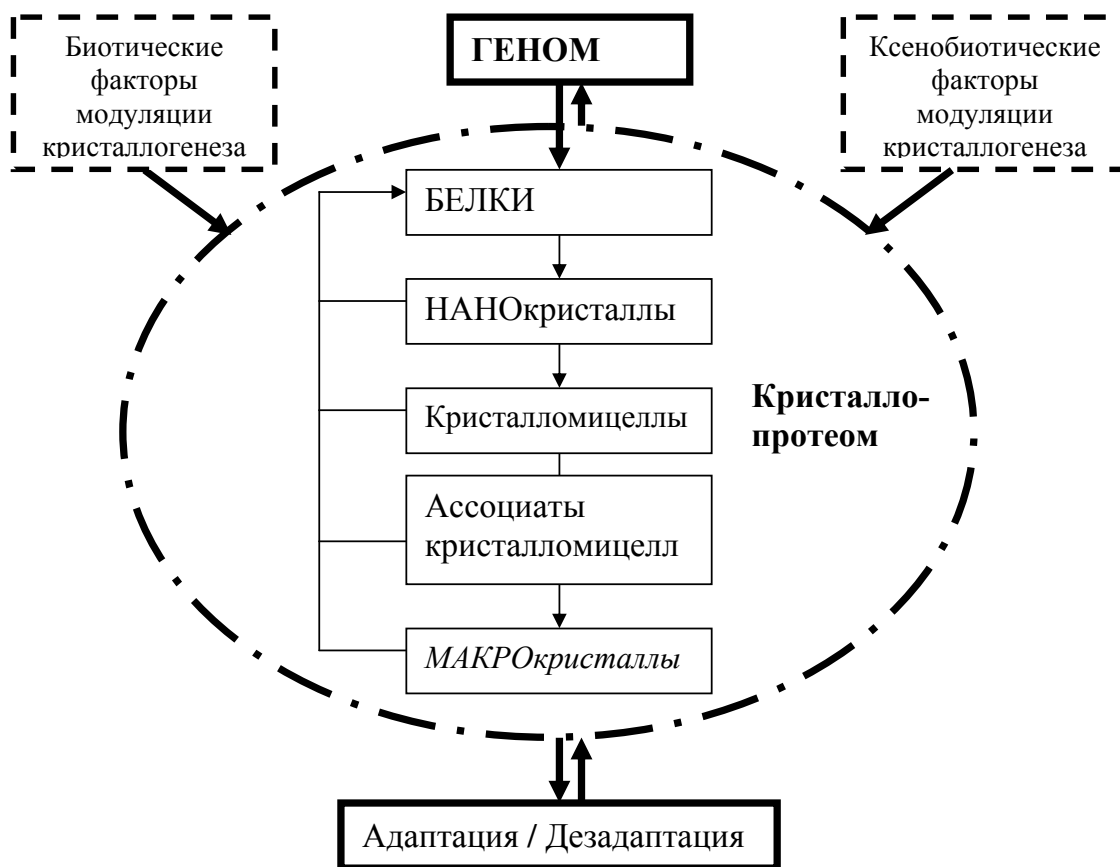 Биотические
факторы
модуляции
кристаллогенеза
ГЕНОМ
Ксенобиотические
факторы
модуляции
кристаллогенеза
БЕЛКИ
НАНОкристаллы
Кристалломицеллы
Кристалло-
протеом
Ассоциаты
кристалломицелл
МАКРОкристаллы
Адаптация / Дезадаптация